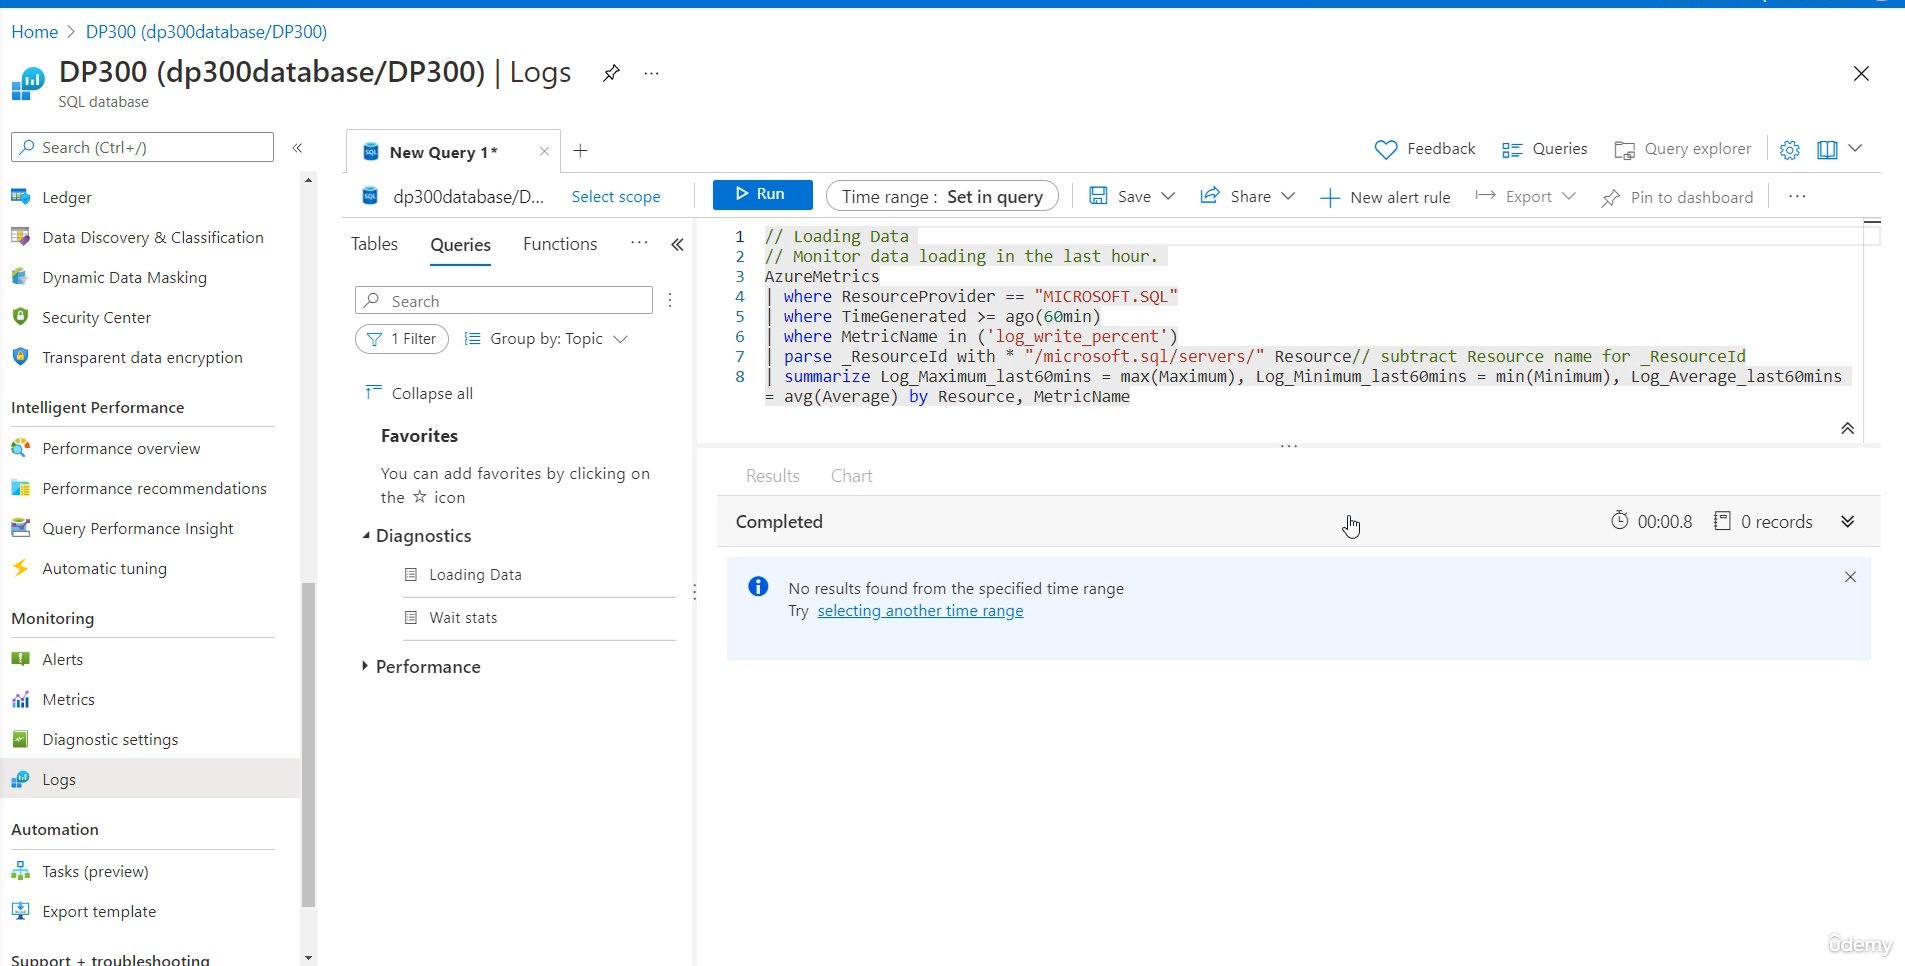 Home > DP300 (dp300database/DP300)
DP300 (dp300database/DP300) | Logs ...
SQL database
Search (Ctrl+/)
«
Ledger
Data Discovery & Classification
Dynamic Data Masking
Security Center
Transparent data encryption
Intelligent Performance
Performance overview
Performance recommendations
Query Performance Insight
Automatic tuning
Monitoring
Alerts
Metrics
Diagnostic settings
Logs
Automation
Tasks (preview)
Export template
Support + troubleshooting
SQL New Query 1*
Feedback Queries Query explorer
SQL dp300database/D... Select scope Run Time range : Set in query Save Share New alert rule Export Pin to dashboard ...
Tables Queries Functions ... «
Search
1 Filter Group by: Topic
Collapse all
Favorites
You can add favorites by clicking on
the ☆ icon
Diagnostics
Loading Data
Wait stats
Performance
1 // Loading Data
2 // Monitor data loading in the last hour.
3 AzureMetrics
4 | where ResourceProvider == "MICROSOFT.SQL"
5 | where TimeGenerated >= ago(60min)
6 | where MetricName in ('log_write_percent')
7 | parse _ResourceId with * "/microsoft.sql/servers/" Resource// subtract Resource name for _ResourceId
8 | summarize Log_Maximum_last60mins = max(Maximum), Log_Minimum_last60mins = min(Minimum), Log_Average_last60mins
= avg(Average) by Resource, MetricName
Results Chart
Completed 00:00.8 0 records
No results found from the specified time range
Try selecting another time range
ûdemy